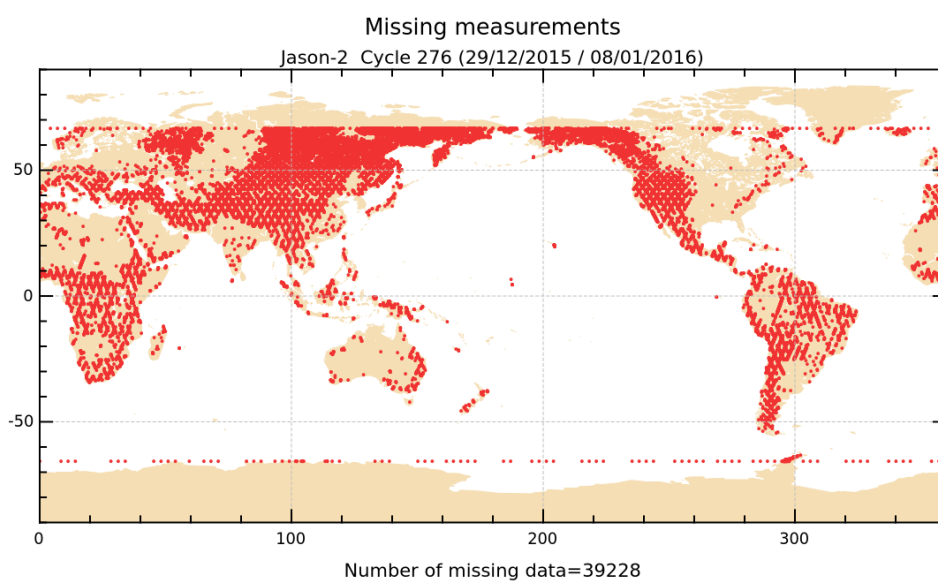 Missing measurements
Jason-2 Cycle 276 (29/12/2015 / 08/01/2016)
50
0
-50
0 100 200 300
Number of missing data=39228